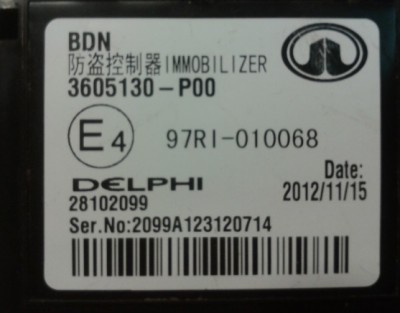 BDN
防盗控制器IMMOBILIZER
3605130-P00
E4 97RI-010068
Date:
DELPHI 2012/11/15
28102099
Ser.No:2099A123120714